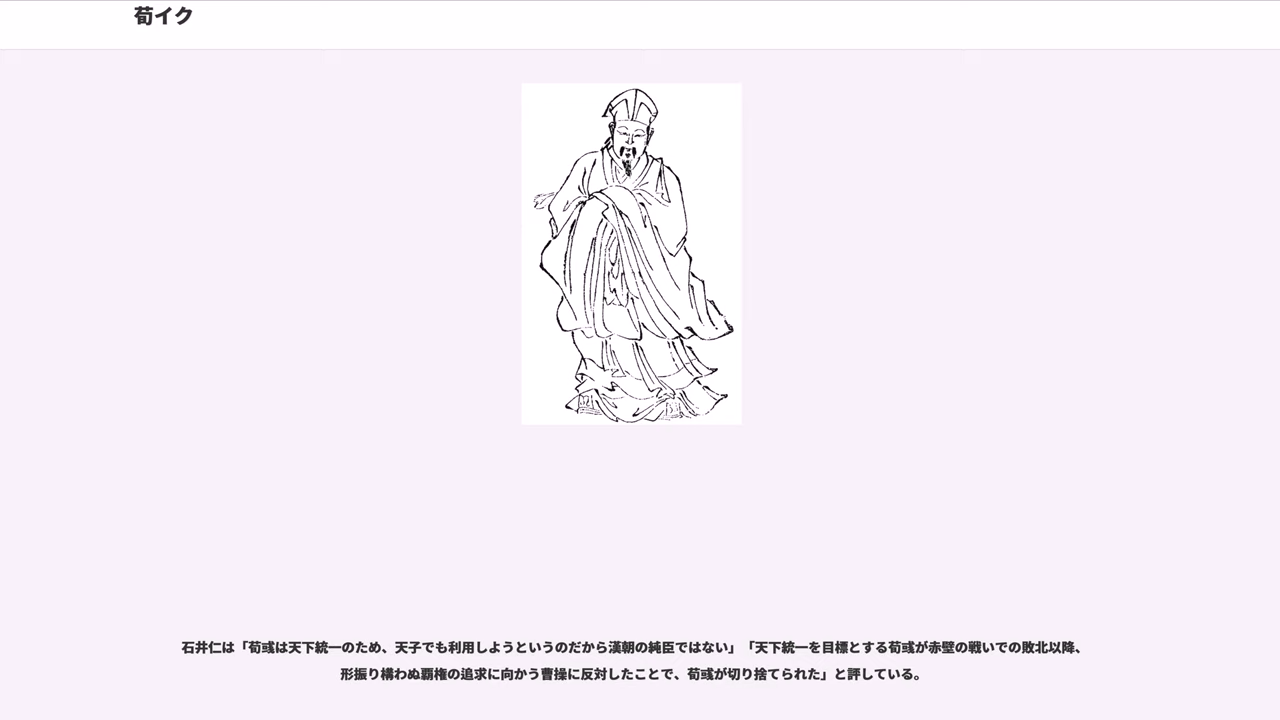 荀イク
石井仁は「荀彧は天下統一のため、天子でも利用しようというのだから漢朝の純臣ではない」「天下統一を目標とする荀彧が赤壁の戦いでの敗北以降、
形振り構わぬ覇権の追求に向かう曹操に反対したことで、荀彧が切り捨てられた」と評している。